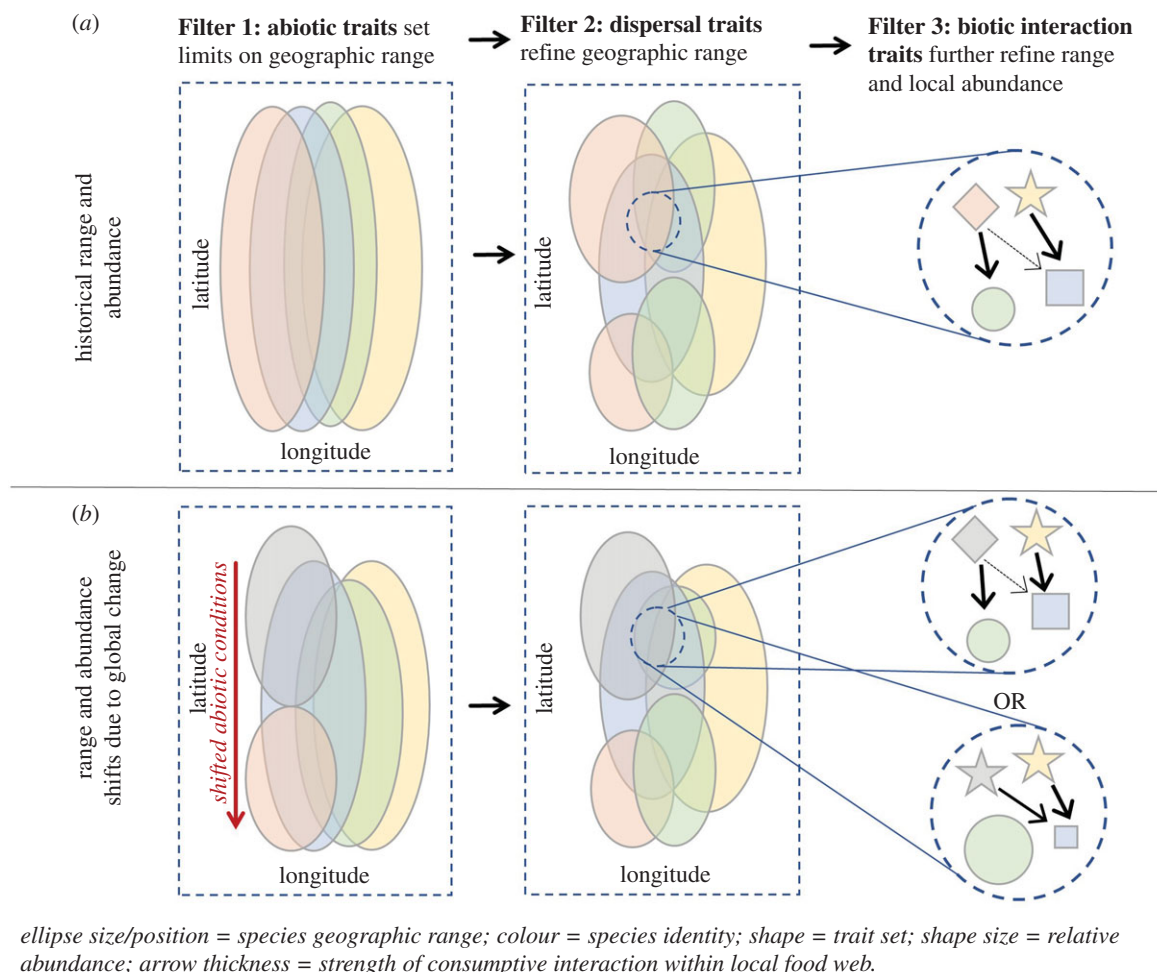 (a)
Filter 1: abiotic traits set
limits on geographic range
Filter 2: dispersal traits
refine geographic range
Filter 3: biotic interaction
traits further refine range
and local abundance
historical range and
abundance
latitude
longitude
latitude
longitude
(b)
range and abundance
shifts due to global change
latitude
shifted abiotic conditions
longitude
latitude
longitude
OR
ellipse size/position = species geographic range; colour = species identity; shape = trait set; shape size = relative
abundance; arrow thickness = strength of consumptive interaction within local food web.